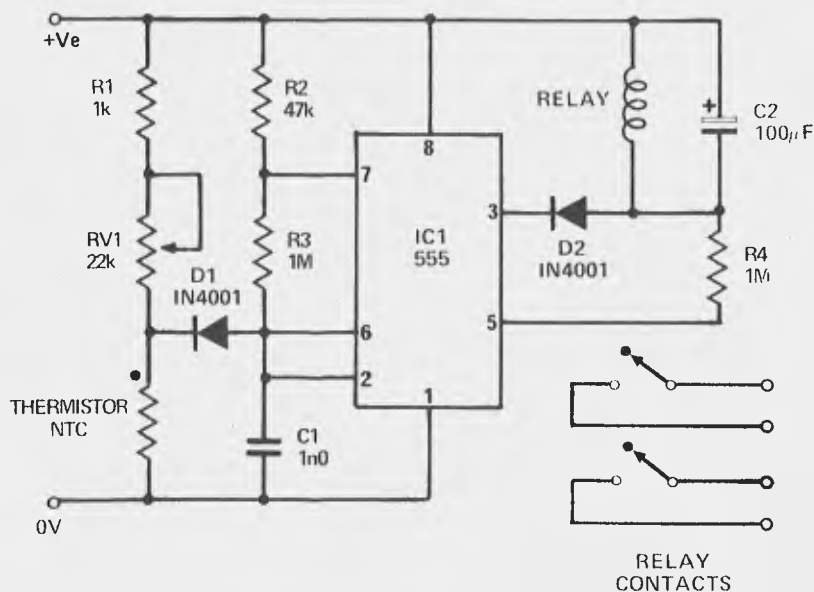 +Ve
R1
1k
R2
47k
RELAY
+
C2
100μF
8
7
RV1
22k
R3
1M
IC1
555
3
D2
IN4001
R4
1M
D1
IN4001
6
5
2
THERMISTOR
NTC
1
C1
1n0
0V
RELAY
CONTACTS